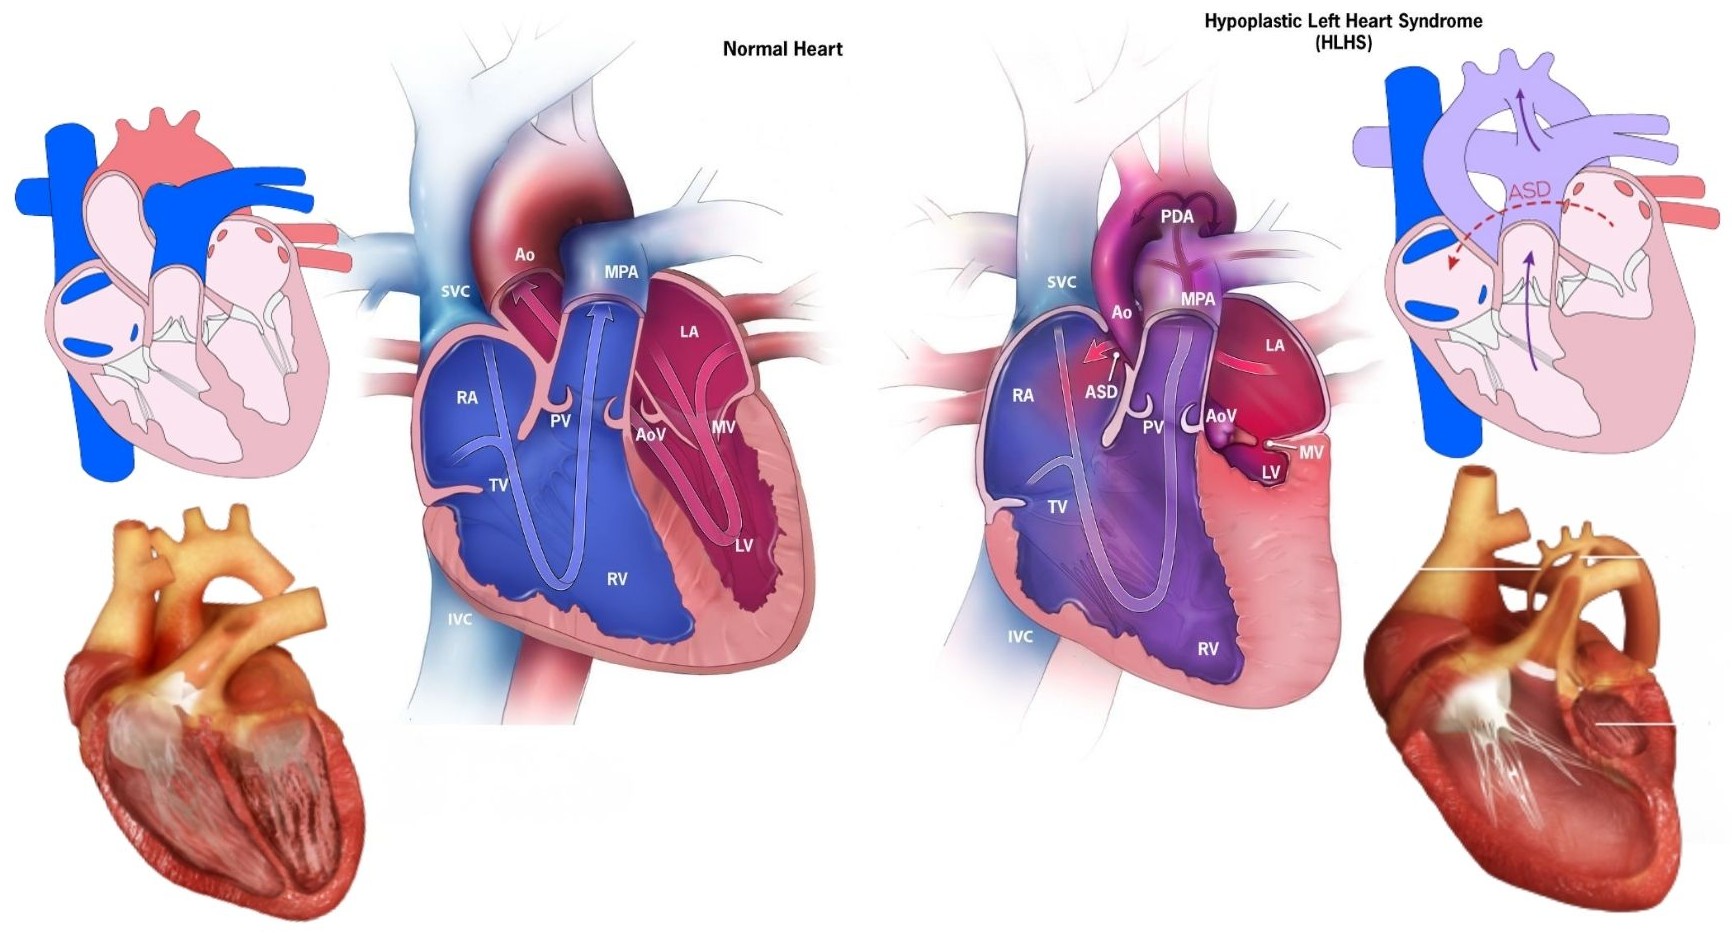 Normal Heart
Ao
MPA
SVC
LA
RA
PV
AoV
MV
TV
LV
RV
IVC
Hypoplastic Left Heart Syndrome
(HLHS)
PDA
SVC
MPA
Ao
LA
ASD
RA
PV
AoV
MV
LV
TV
RV
IVC
ASD